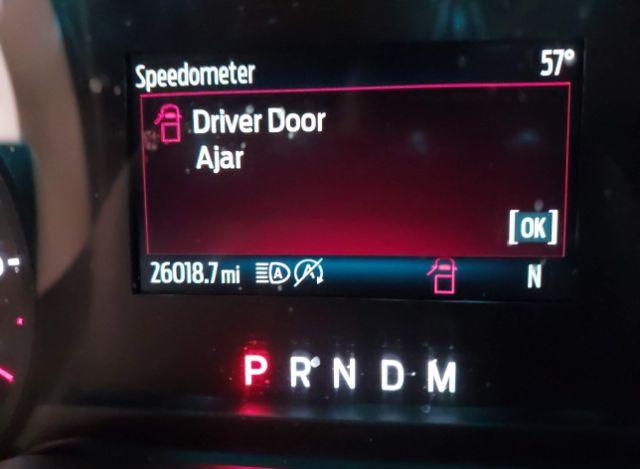 Speedometer 57°
Driver Door
Ajar
[OK]
26018.7 mi A A N
P R N D M